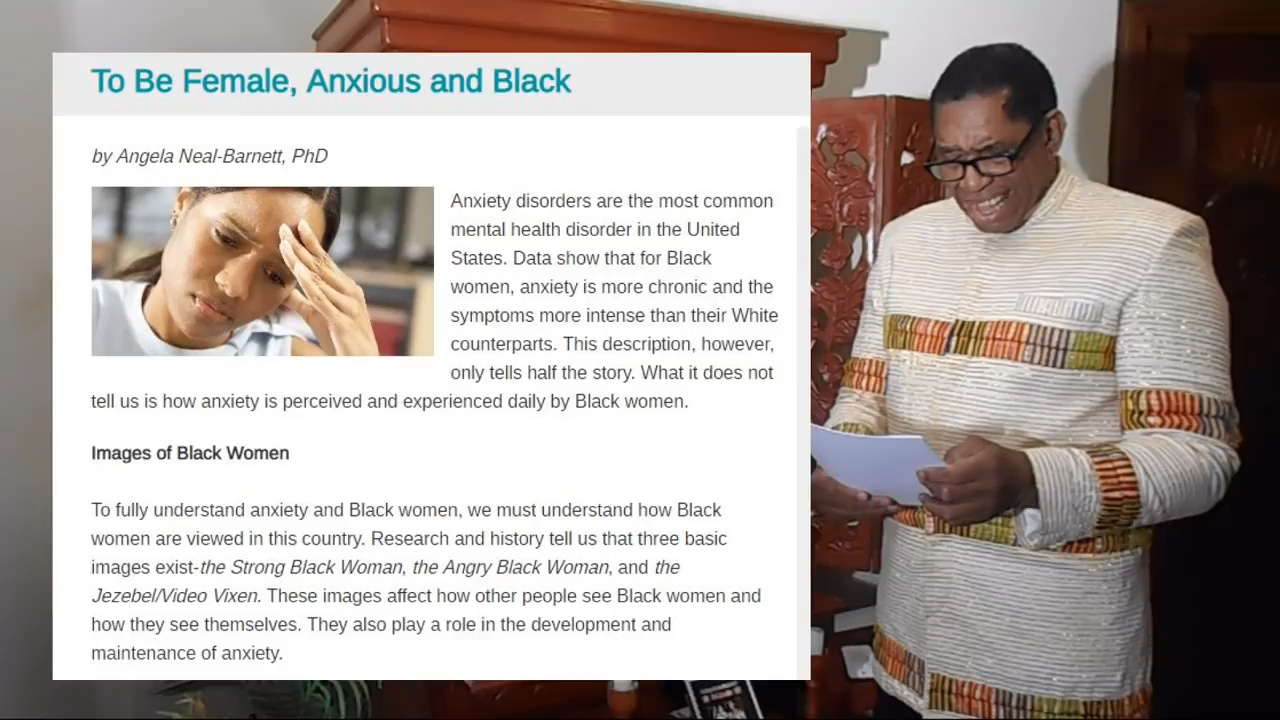 To Be Female, Anxious and Black
by Angela Neal-Barnett, PhD
Anxiety disorders are the most common
mental health disorder in the United
States. Data show that for Black
women, anxiety is more chronic and the
symptoms more intense than their White
counterparts. This description, however,
only tells half the story. What it does not
tell us is how anxiety is perceived and experienced daily by Black women.
Images of Black Women
To fully understand anxiety and Black women, we must understand how Black
women are viewed in this country. Research and history tell us that three basic
images exist-the Strong Black Woman, the Angry Black Woman, and the
Jezebel/Video Vixen. These images affect how other people see Black women and
how they see themselves. They also play a role in the development and
maintenance of anxiety.